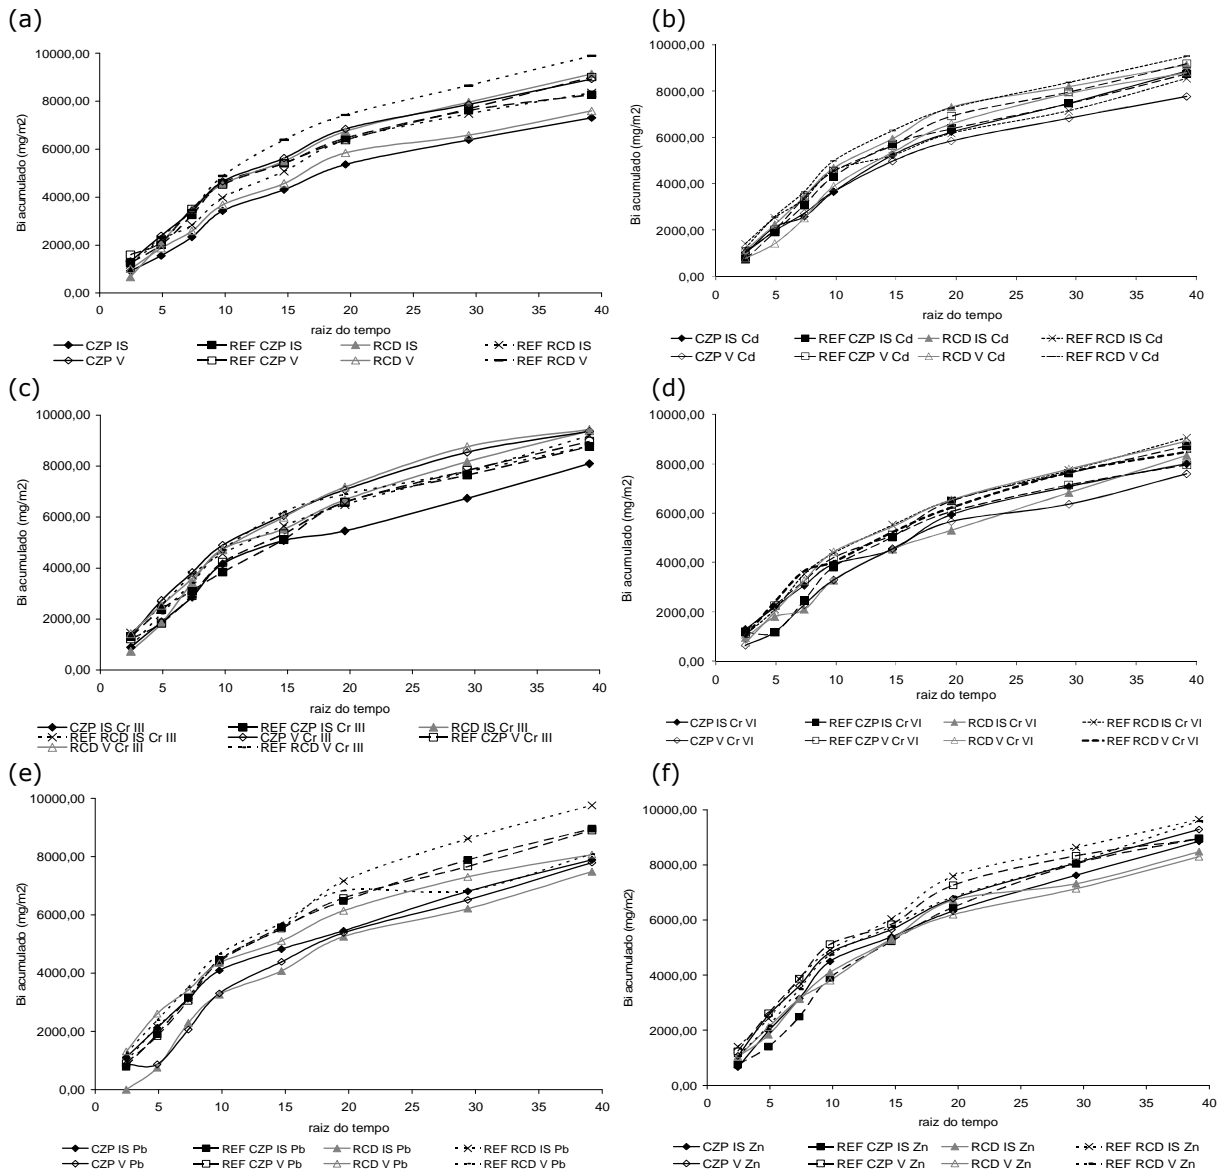 (a)
Bi acumulado (mg/m2)
10000,00
8000,00
6000,00
4000,00
2000,00
0,00
0 5 10 15 20 25 30 35 40
raiz do tempo
CZP IS REF CZP IS RCD IS REF RCD IS
CZP V REF CZP V RCD V REF RCD V
(b)
Bi acumulado (mg/m2)
10000,00
8000,00
6000,00
4000,00
2000,00
0,00
0 5 10 15 20 25 30 35 40
raiz do tempo
CZP IS Cd REF CZP IS Cd RCD IS Cd REF RCD IS Cd
CZP V Cd REF CZP V Cd RCD V Cd REF RCD V Cd
(c)
Bi acumulado (mg/m2)
10000,00
8000,00
6000,00
4000,00
2000,00
0,00
0 5 10 15 20 25 30 35 40
raiz do tempo
CZP IS Cr III REF CZP IS Cr III RCD IS Cr III
REF RCD IS Cr III CZP V Cr III REF CZP V Cr III
RCD V Cr III REF RCD V Cr III
(d)
Bi acumulado (mg/m2)
10000,00
8000,00
6000,00
4000,00
2000,00
0,00
0 5 10 15 20 25 30 35 40
raiz do tempo
CZP IS Cr VI REF CZP IS Cr VI RCD IS Cr VI REF RCD IS Cr VI
CZP V Cr VI REF CZP V Cr VI RCD V Cr VI REF RCD V Cr VI
(e)
Bi acumulado (mg/m2)
10000,00
8000,00
6000,00
4000,00
2000,00
0,00
0 5 10 15 20 25 30 35 40
raiz do tempo
CZP IS Pb REF CZP IS Pb RCD IS Pb REF RCD IS Pb
CZP V Pb REF CZP V Pb RCD V Pb REF RCD V Pb
(f)
Bi acumulado (mg/m2)
10000,00
8000,00
6000,00
4000,00
2000,00
0,00
0 5 10 15 20 25 30 35 40
raiz do tempo
CZP IS Zn REF CZP IS Zn RCD IS Zn REF RCD IS Zn
CZP V Zn REF CZP V Zn RCD V Zn REF RCD V Zn